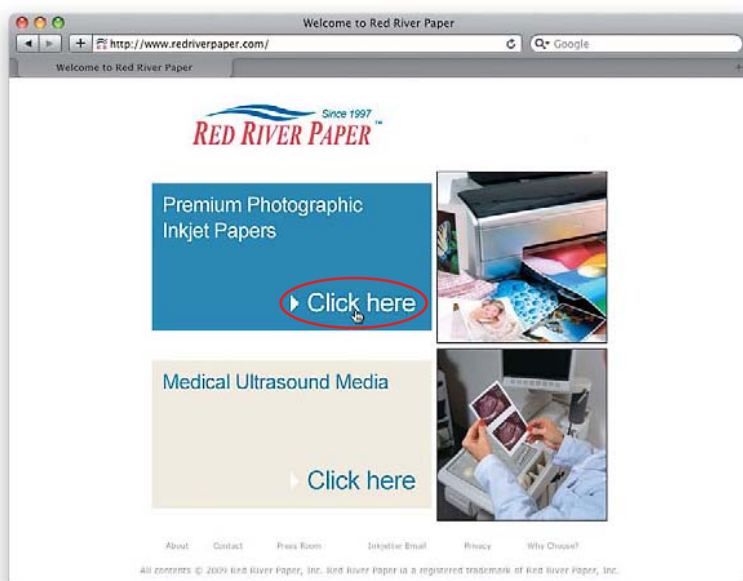 Welcome to Red River Paper
http://www.redriverpaper.com/
Google
Welcome to Red River Paper
Since 1997
RED RIVER PAPER™
Premium Photographic
Inkjet Papers
Click here
Medical Ultrasound Media
Click here
About Contact Press Room Inkjetter Email Privacy Why Choose?
All contents © 2009 Red River Paper, Inc. Red River Paper is a registered trademark of Red River Paper, Inc.